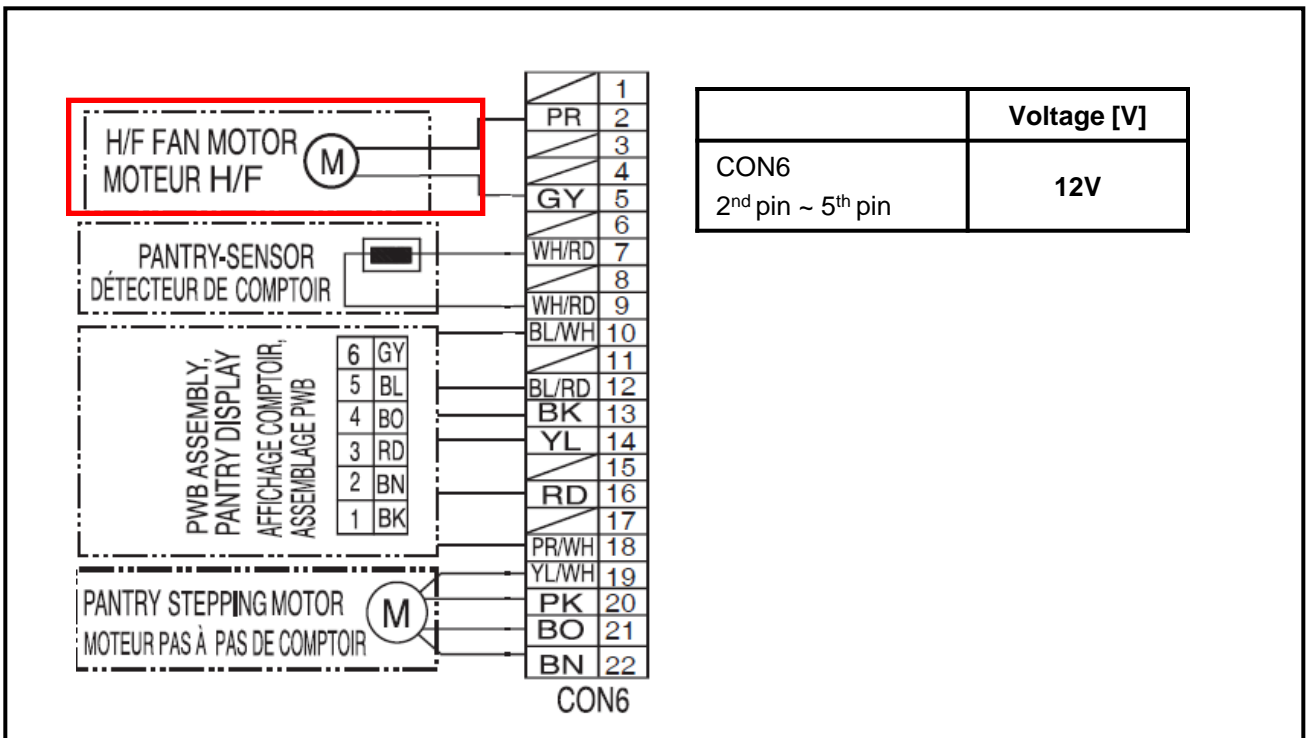 H/F FAN MOTOR
MOTEUR H/F
M
PANTRY-SENSOR
DÉTECTEUR DE COMPTOIR
PWB ASSEMBLY,
PANTRY DISPLAY
AFFICHAGE COMPTOIR,
ASSEMBLAGE PWB
6 GY
5 BL
4 BO
3 RD
2 BN
1 BK
PANTRY STEPPING MOTOR
MOTEUR PAS À PAS DE COMPTOIR
M
1
PR 2
3
4
GY 5
6
WH/RD 7
8
WH/RD 9
BL/WH 10
11
BL/RD 12
BK 13
YL 14
15
RD 16
17
PR/WH 18
YL/WH 19
PK 20
BO 21
BN 22
CON6
Voltage [V]
CON6
2nd pin ~ 5th pin
12V